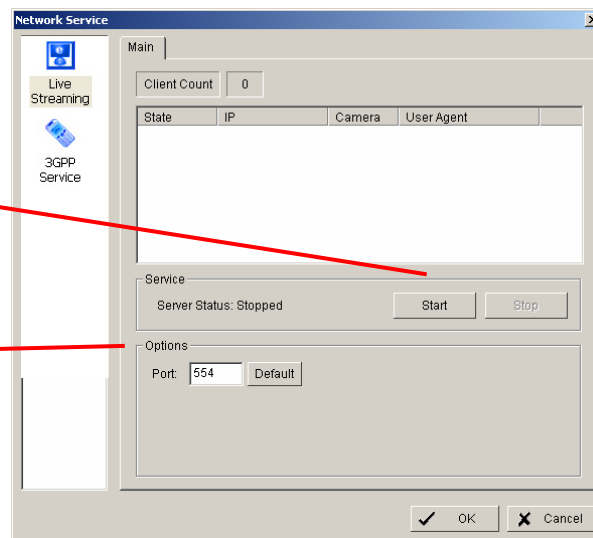 Network Service
Live
Streaming
3GPP
Service
Main
Client Count 0
State IP Camera User Agent
Service
Server Status: Stopped Start Stop
Options
Port: 554 Default
OK Cancel